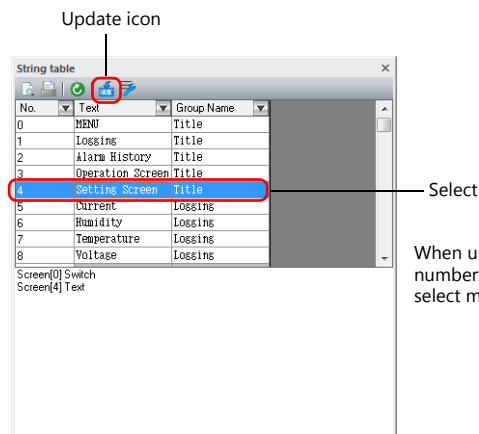 Update icon
String table
No. Text Group Name
0 MENU Title
1 Logging Title
2 Alarm History Title
3 Operation Screen Title
4 Setting Screen Title
5 Current Logging
6 Humidity Logging
7 Temperature Logging
8 Voltage Logging
Select
When up
number
select m
Screen[0] Switch
Screen[4] Text